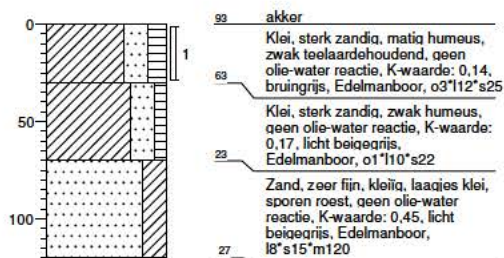 0
93 akker
1
Klei, sterk zandig, matig humeus,
zwak teelaardehoudend, geen
olie-water reactie, K-waarde: 0,14,
bruingrijs, Edelmanboor, o3*l12*s25
63
Klei, sterk zandig, zwak humeus,
geen olie-water reactie, K-waarde:
0,17, licht beigegrijs,
Edelmanboor, o1*l10*s22
50
23
Zand, zeer fijn, kleiïg, laagjes klei,
sporen roest, geen olie-water
reactie, K-waarde: 0,45, licht
beigegrijs, Edelmanboor,
l8*s15*m120
100
27